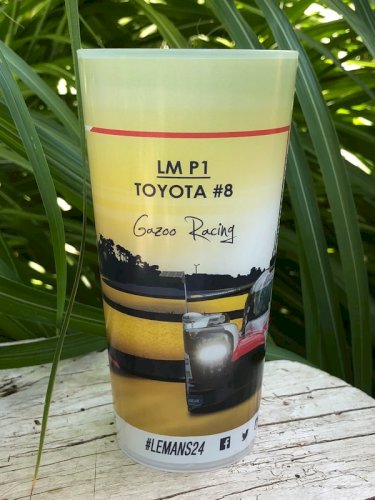 LM P1
TOYOTA #8
Gazoo Racing
#LEMANS24